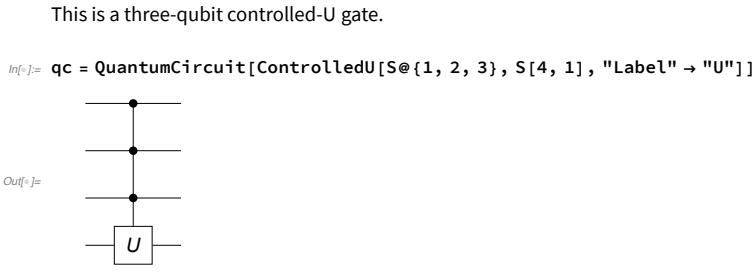 This is a three-qubit controlled-U gate.
In[◦]:= qc = QuantumCircuit[ControlledU[S@{1, 2, 3}, S[4, 1], "Label" → "U"]]
Out[◦]=
U